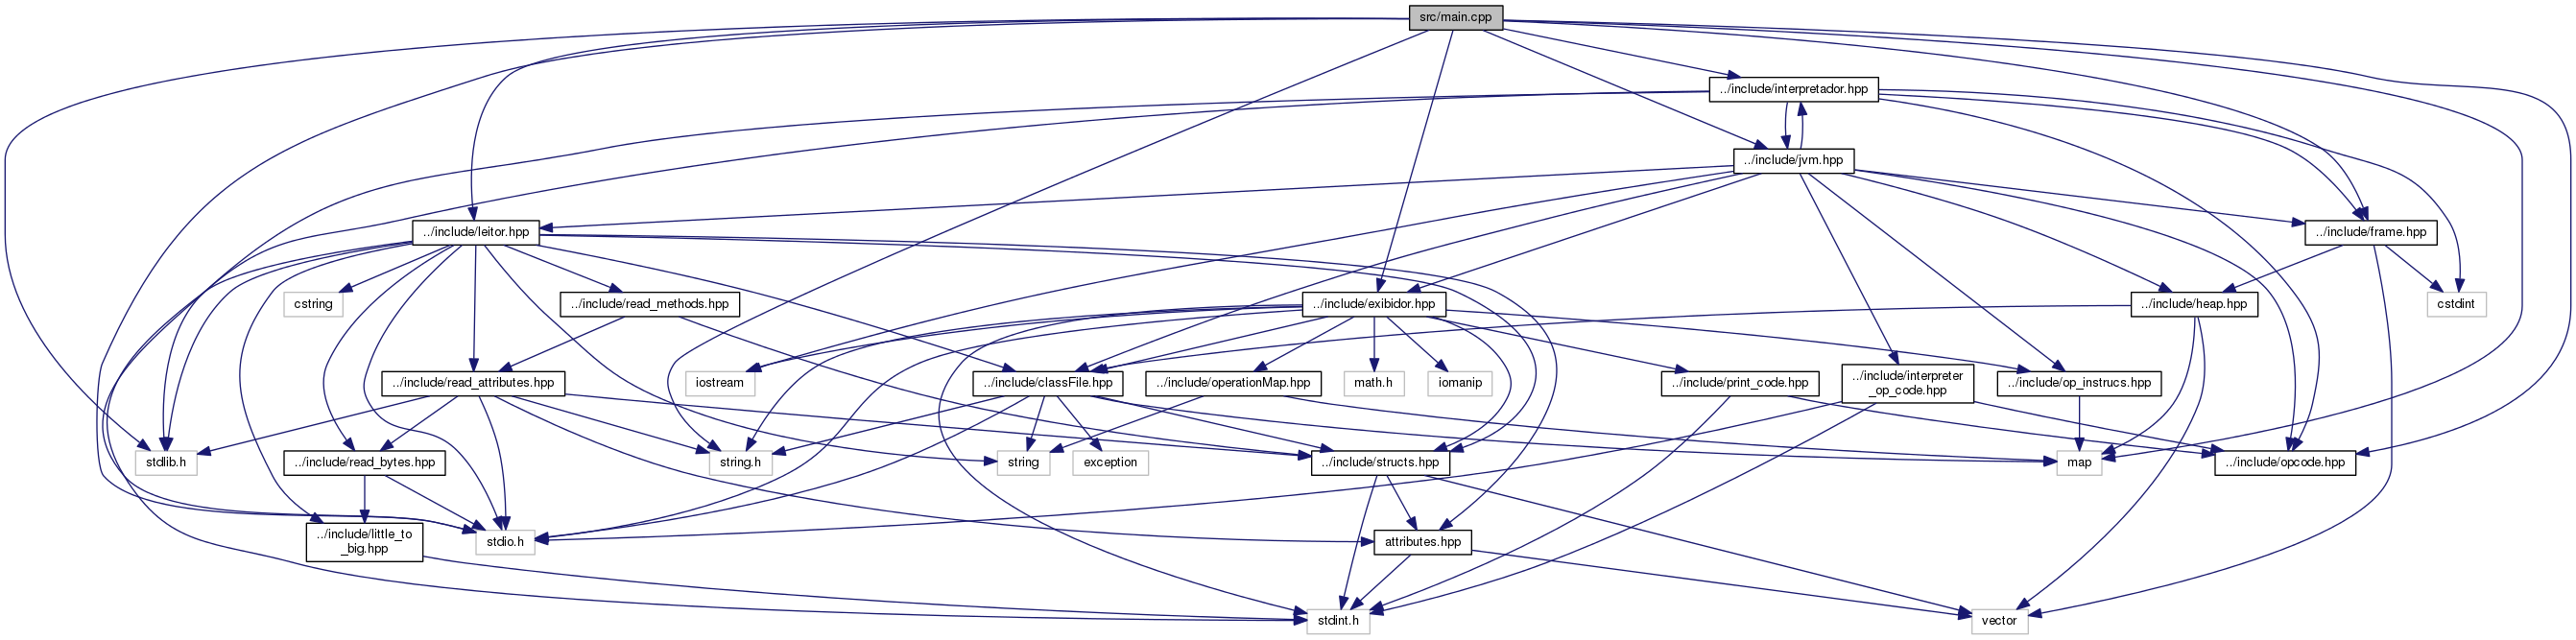 src/main.cpp
../include/interpretador.hpp
../include/jvm.hpp
../include/leitor.hpp
../include/frame.hpp
cstring
../include/read_methods.hpp
../include/exibidor.hpp
../include/heap.hpp
cstdint
../include/read_attributes.hpp
iostream
../include/classFile.hpp
../include/operationMap.hpp
math.h
iomanip
../include/print_code.hpp
../include/interpreter
_op_code.hpp
../include/op_instrucs.hpp
stdlib.h
../include/read_bytes.hpp
string.h
string
exception
../include/structs.hpp
map
../include/opcode.hpp
../include/little_to
_big.hpp
stdio.h
attributes.hpp
stdint.h
vector